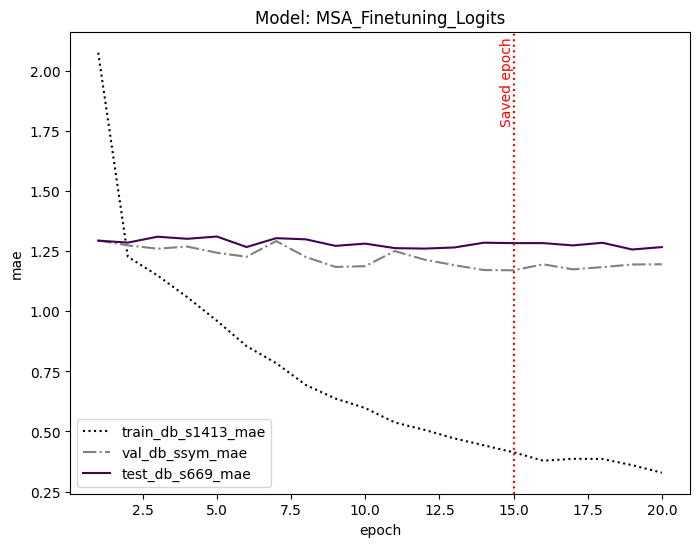 Model: MSA_Finetuning_Logits
2.00
1.75
1.50
1.25
1.00
0.75
0.50
0.25
mae
Saved epoch
train_db_s1413_mae
val_db_ssym_mae
test_db_s669_mae
2.5 5.0 7.5 10.0 12.5 15.0 17.5 20.0
epoch